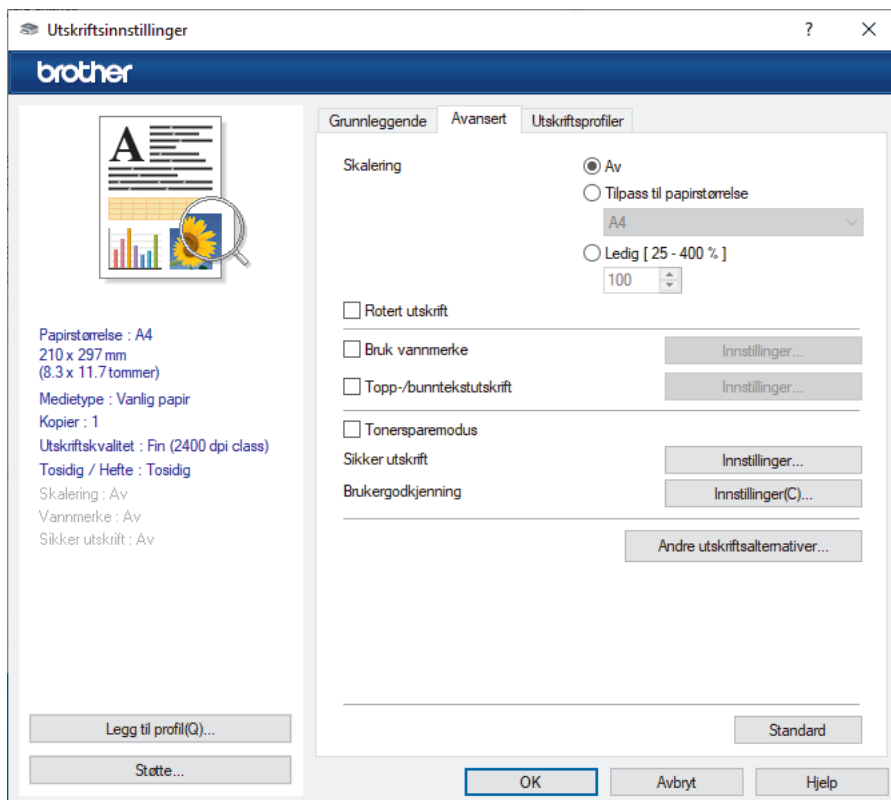 Utskriftsinnstillinger
?
brother
A
Papirstørrelse : A4
210 x 297 mm
(8.3 x 11.7 tommer)
Medietype : Vanlig papir
Kopier : 1
Utskriftskvalitet : Fin (2400 dpi class)
Tosidig / Hefte : Tosidig
Skalering : Av
Vannmerke : Av
Sikker utskrift : Av
Legg til profil(Q)...
Støtte...
Grunnleggende Avansert Utskriftsprofiler
Skalering
Av
Tilpass til papirstørrelse
A4
Ledig [ 25 - 400 % ]
100
Rotert utskrift
Bruk vannmerke Innstillinger...
Topp-/bunntekstutskrift Innstillinger...
Tonersparemodus
Sikker utskrift Innstillinger...
Brukergodkjenning Innstillinger(C)...
Andre utskriftsalternativer...
Standard
OK Avbryt Hjelp